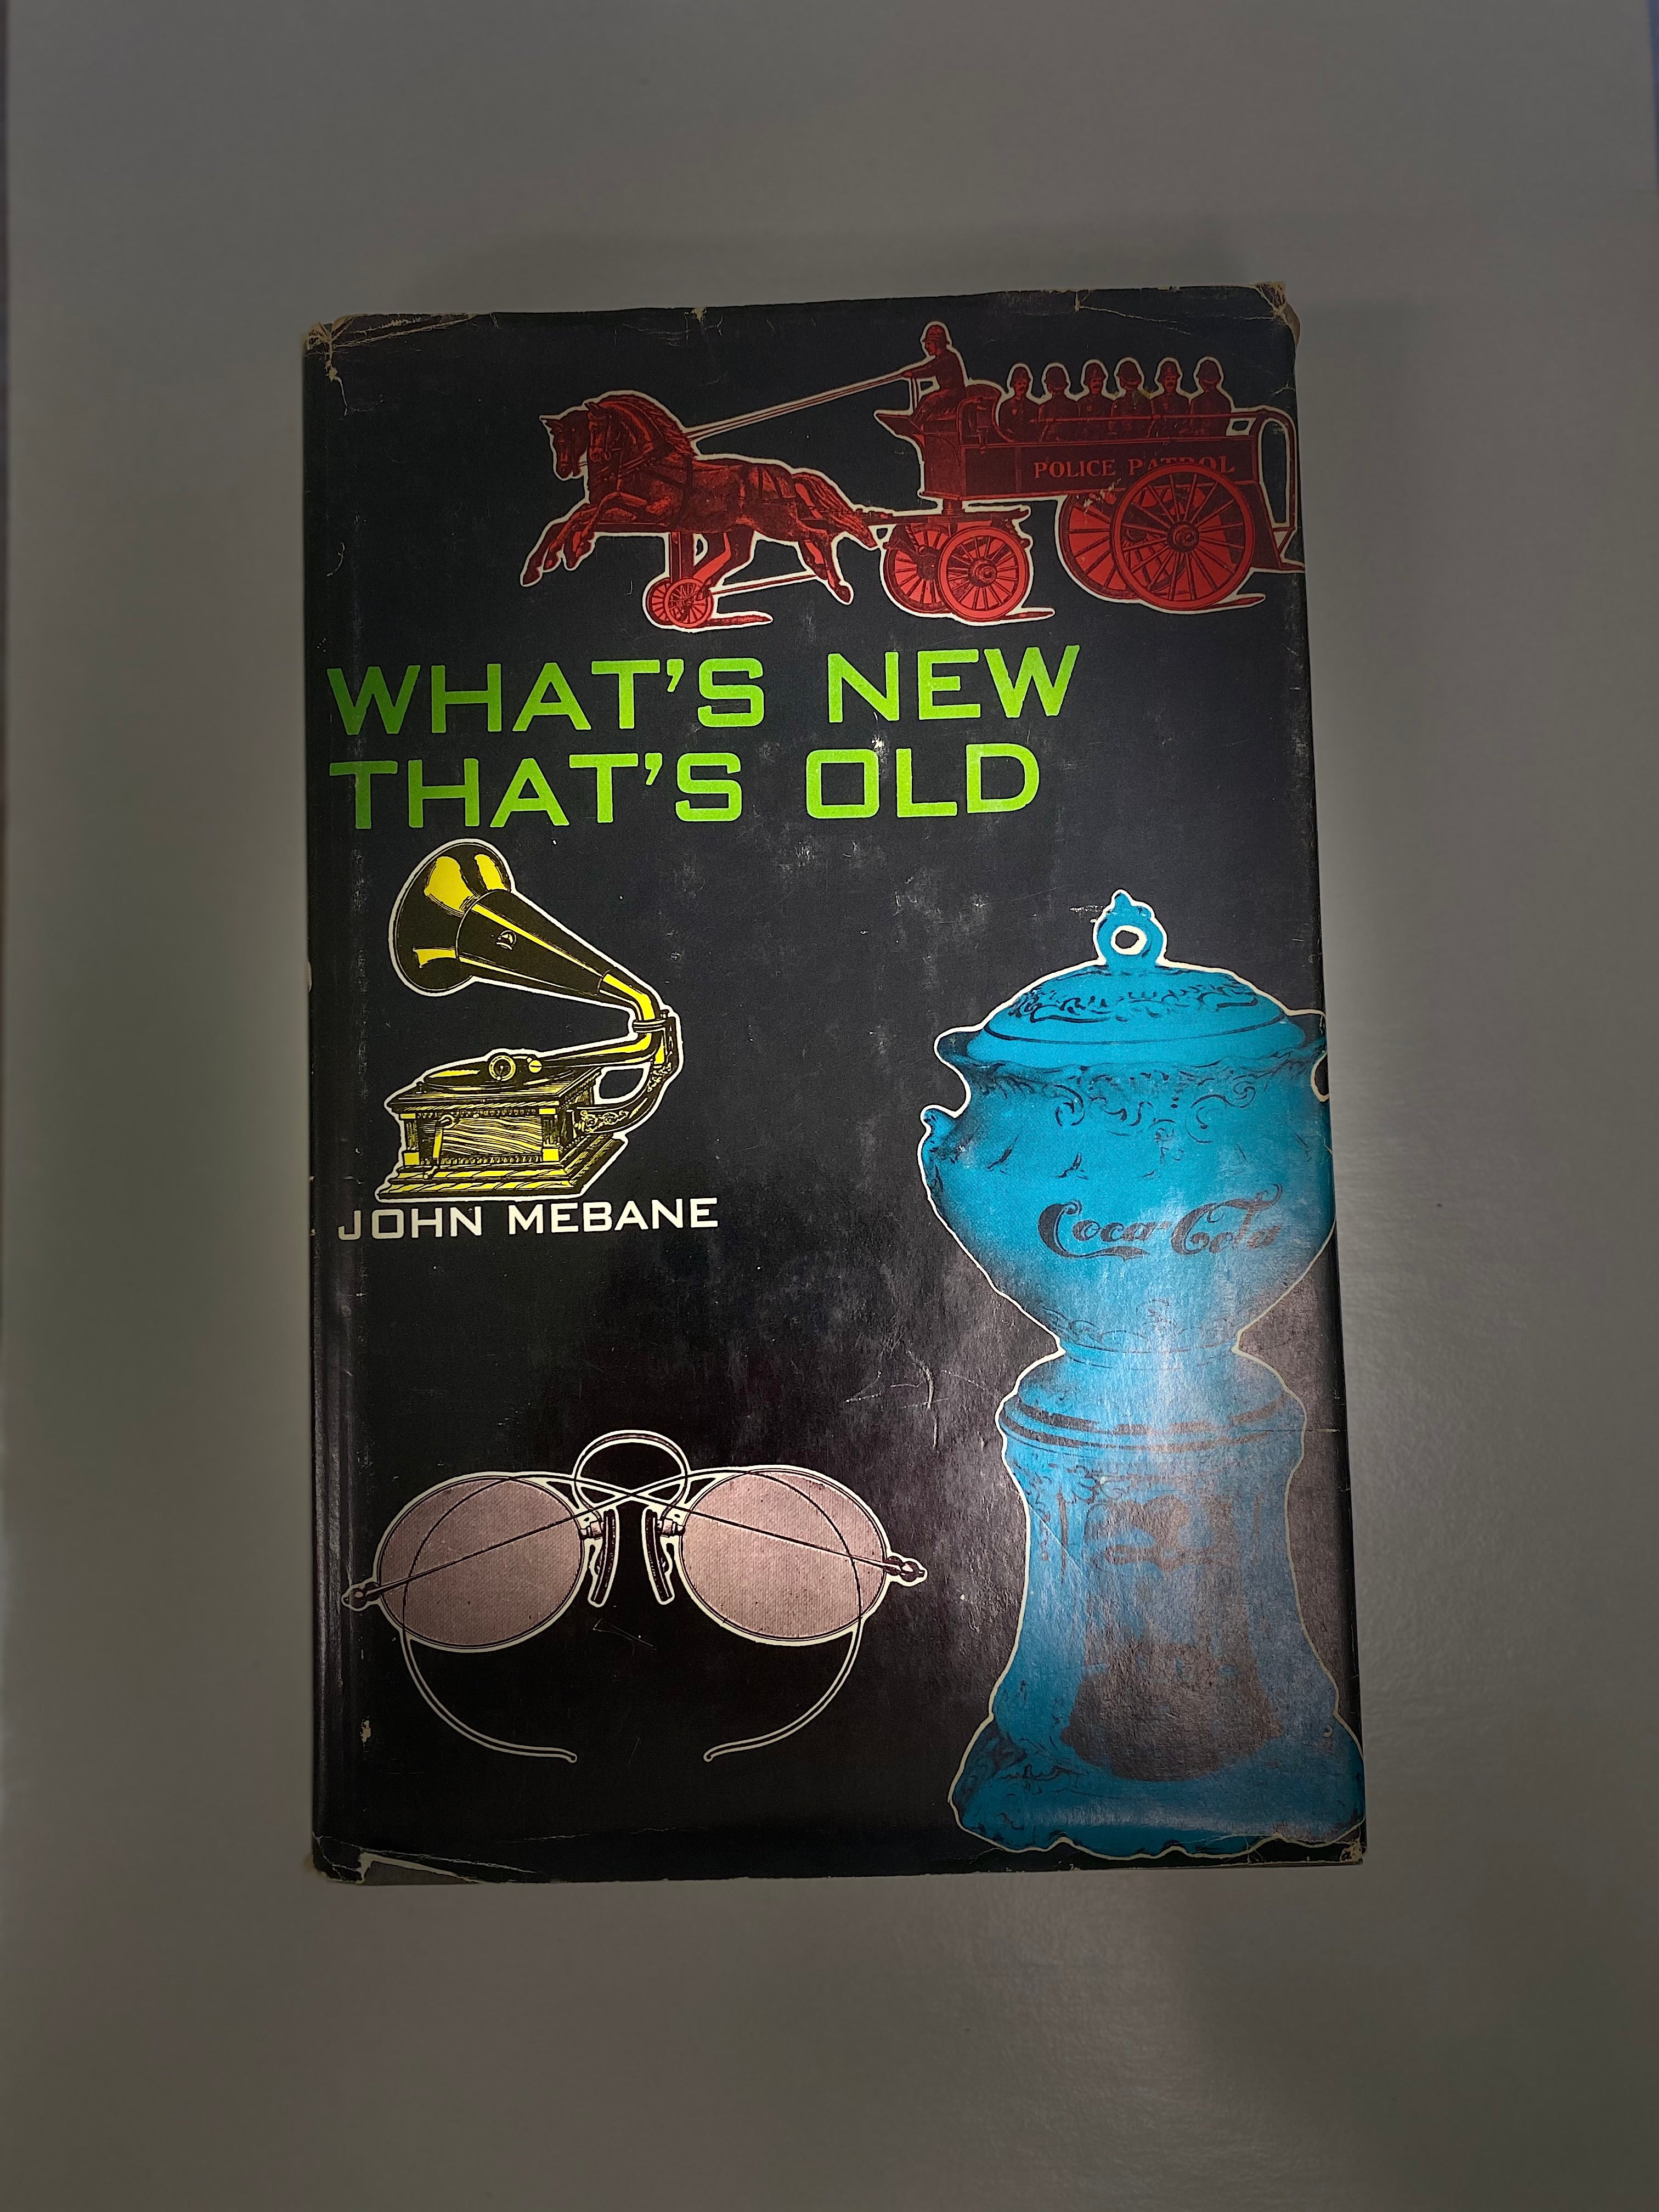 POLICE PATROL
WHAT'S NEW
THAT'S OLD
JOHN MEBANE
Coca-Cola